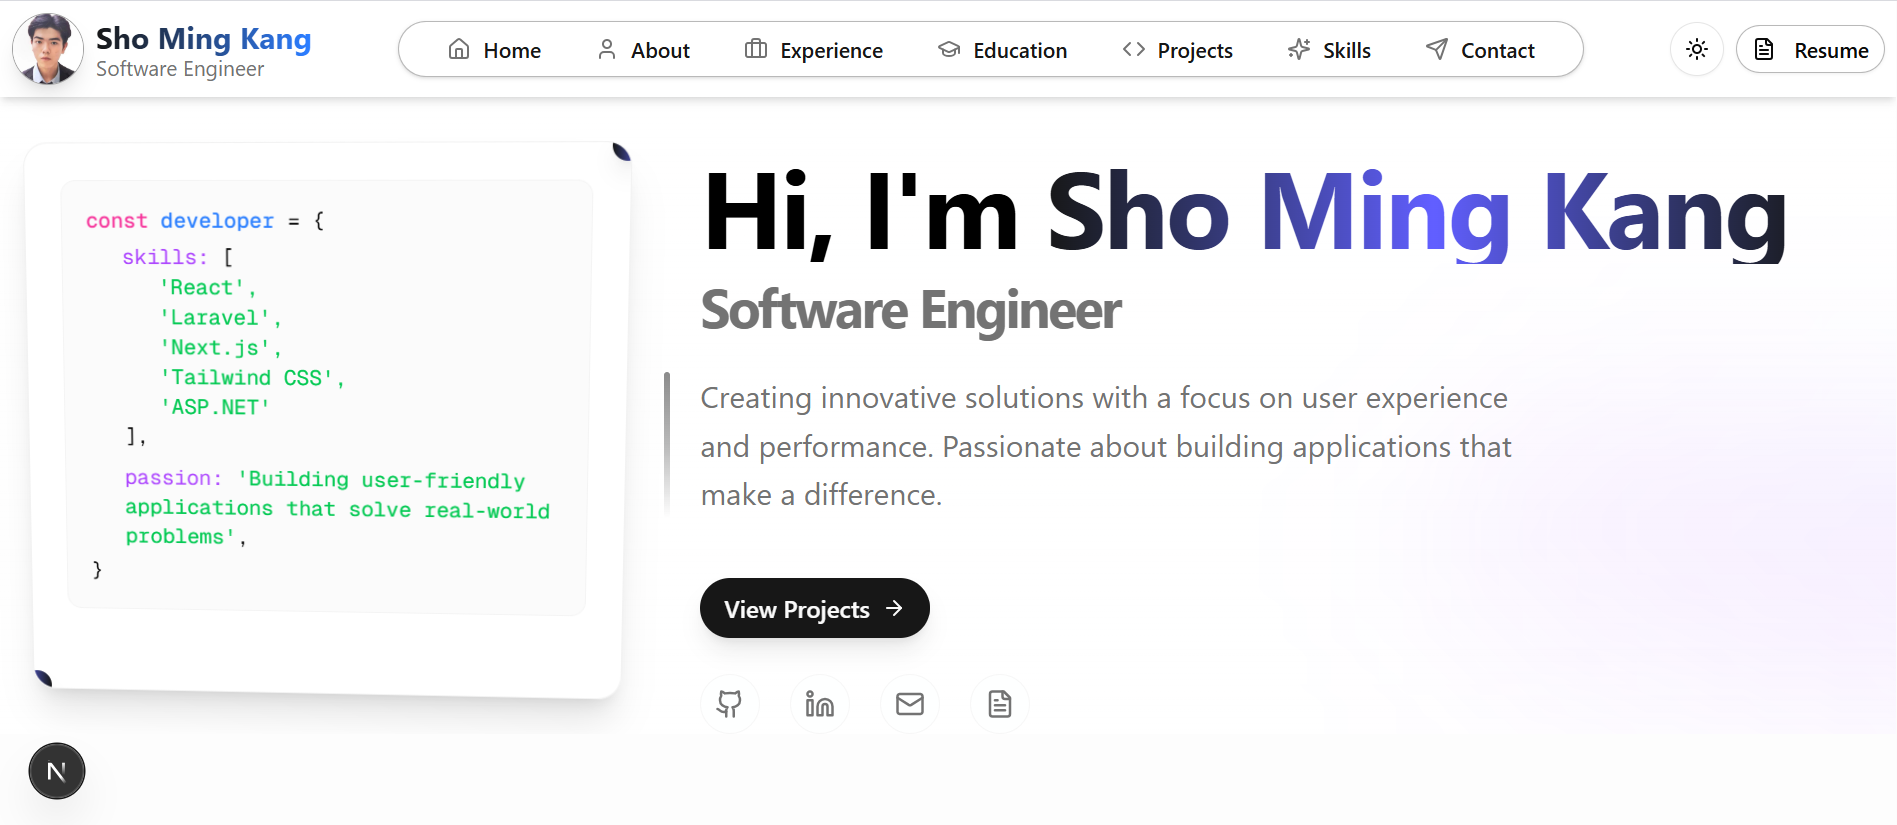 Sho Ming Kang
Software Engineer
Home
About
Experience
Education
Projects
Skills
Contact
Resume
const developer = {
skills: [
'React',
'Laravel',
'Next.js',
'Tailwind CSS',
'ASP.NET'
],
passion: 'Building user-friendly
applications that solve real-world
problems',
}
Hi, I'm Sho Ming Kang
Software Engineer
Creating innovative solutions with a focus on user experience
and performance. Passionate about building applications that
make a difference.
View Projects
in
N